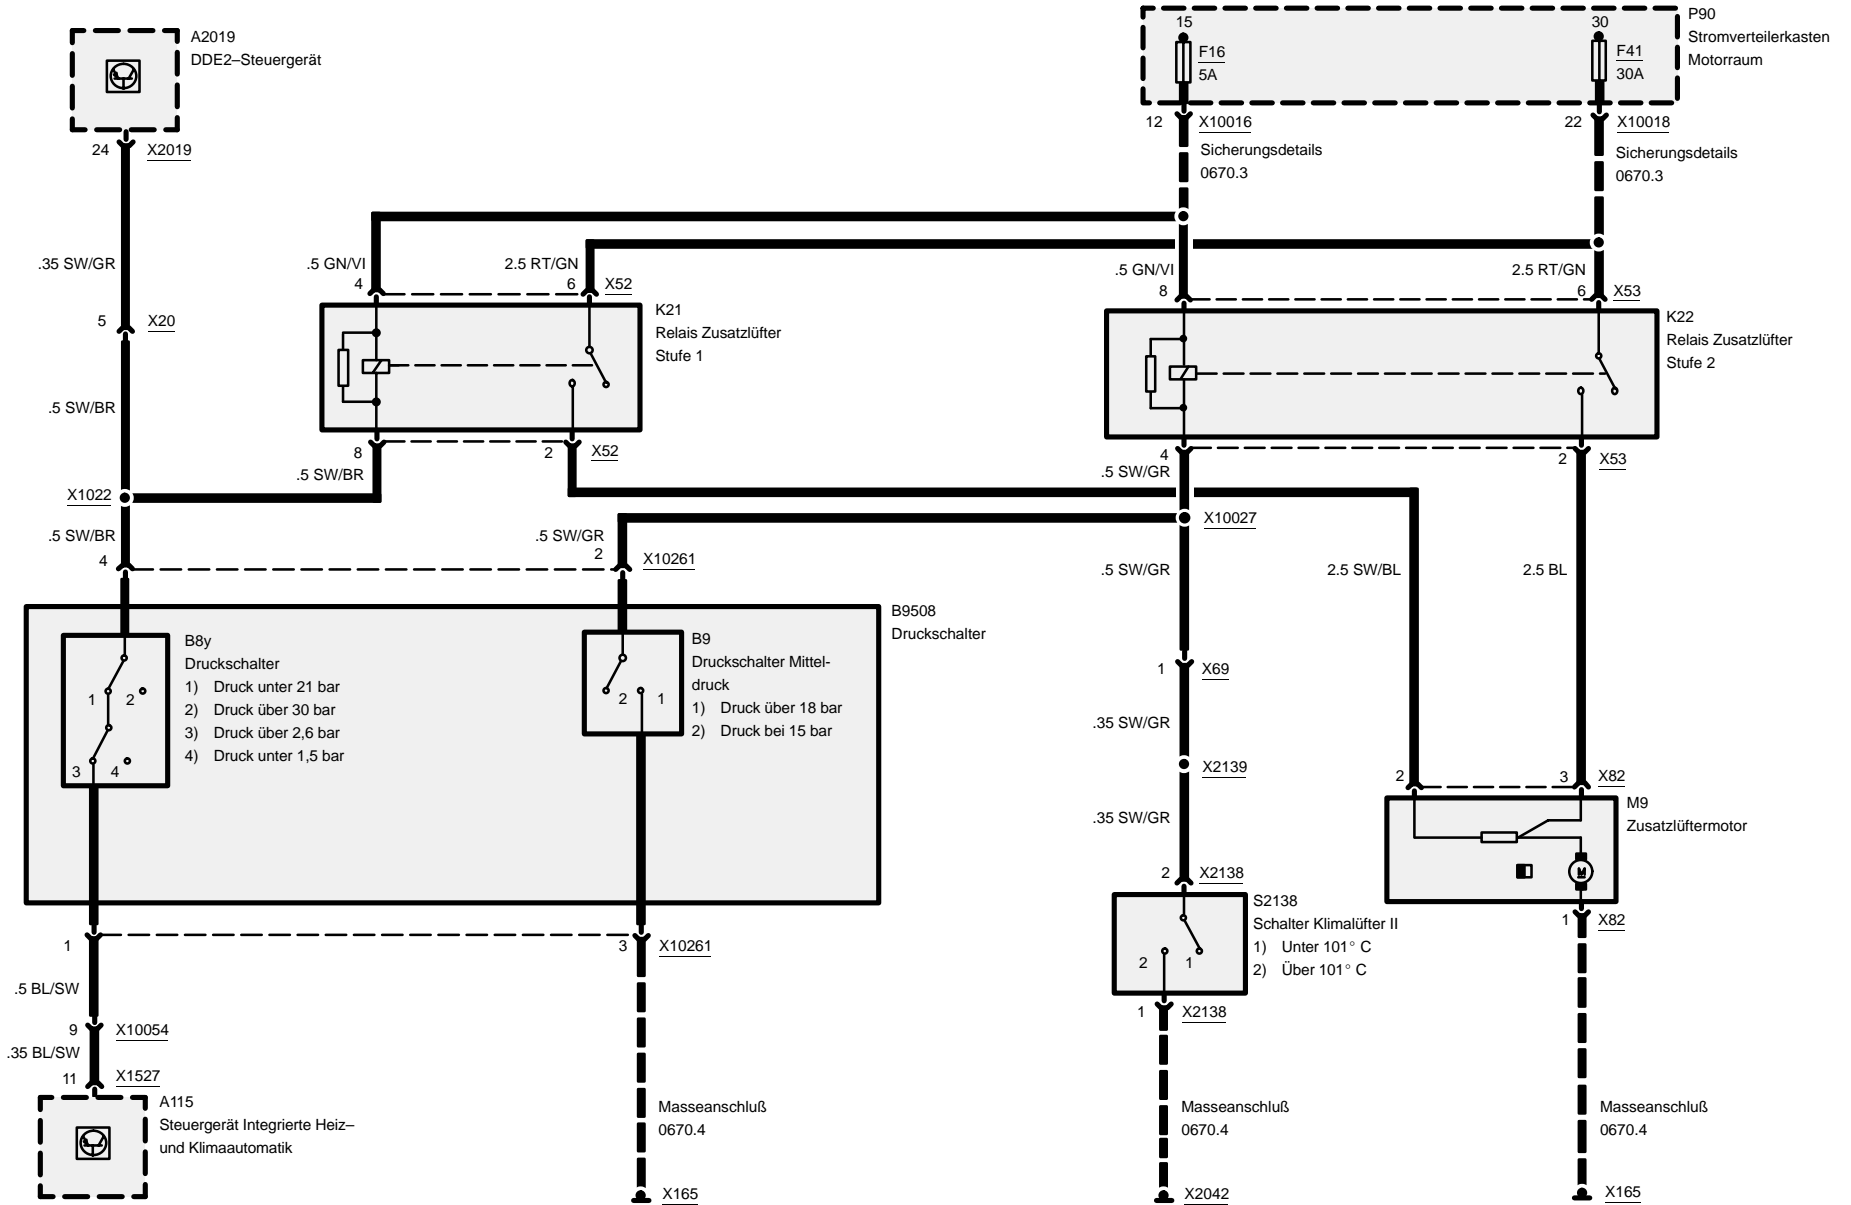 A2019
DDE2–Steuergerät
24 X2019
.35 SW/GR
5 X20
.5 SW/BR
X1022
.5 SW/BR
4
15
F16
5A
30
F41
30A
P90
Stromverteilerkasten
Motorraum
12 X10016
Sicherungsdetails
0670.3
22 X10018
Sicherungsdetails
0670.3
.5 GN/VI
4
2.5 RT/GN
6 X52
K21
Relais Zusatzlüfter
Stufe 1
8
.5 SW/BR
2 X52
.5 GN/VI
8
2.5 RT/GN
6 X53
K22
Relais Zusatzlüfter
Stufe 2
4
.5 SW/GR
2 X53
X10027
.5 SW/GR
2 X10261
.5 SW/GR
2.5 SW/BL
2.5 BL
B9508
Druckschalter
B8y
Druckschalter
1) Druck unter 21 bar
2) Druck über 30 bar
3) Druck über 2,6 bar
4) Druck unter 1,5 bar
1 2
3 4
B9
Druckschalter Mittel-
druck
1) Druck über 18 bar
2) Druck bei 15 bar
2 1
1 X69
.35 SW/GR
X2139
.35 SW/GR
2 X2138
S2138
Schalter Klimalüfter II
1) Unter 101° C
2) Über 101° C
2 1
1 X2138
2
3 X82
M9
Zusatzlüftermotor
M
1 X82
1
3 X10261
.5 BL/SW
9 X10054
.35 BL/SW
11 X1527
A115
Steuergerät Integrierte Heiz–
und Klimaautomatik
Masseanschluß
0670.4
X165
Masseanschluß
0670.4
X2042
Masseanschluß
0670.4
X165